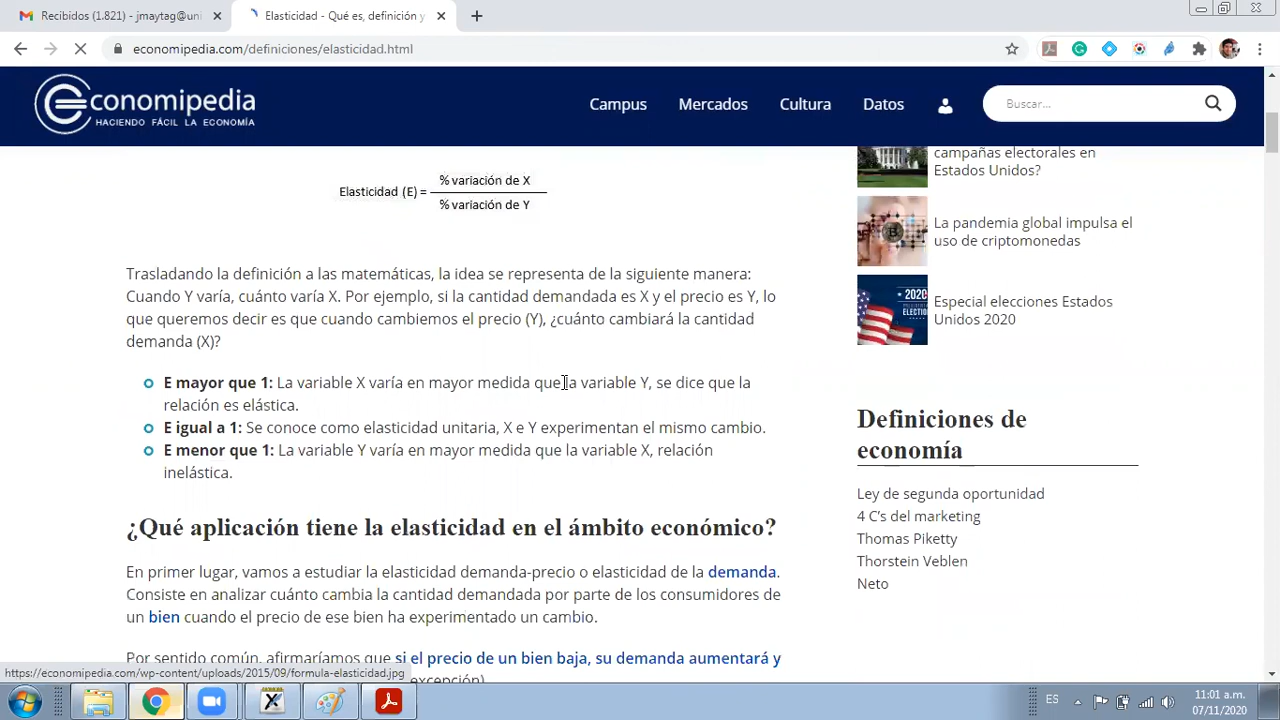 Recibidos (1.821) - jmaytag@uni
Elasticidad - Qué es, definición y
economipedia.com/definiciones/elasticidad.html
conomipedia
HACIENDO FÁCIL LA ECONOMÍA
Campus
Mercados
Cultura
Datos
Buscar...
Elasticidad (E) =
% variación de X
% variación de Y
Trasladando la definición a las matemáticas, la idea se representa de la siguiente manera:
Cuando Y varía, cuánto varía X. Por ejemplo, si la cantidad demandada es X y el precio es Y, lo
que queremos decir es que cuando cambiemos el precio (Y), ¿cuánto cambiará la cantidad
demanda (X)?
E mayor que 1: La variable X varía en mayor medida que la variable Y, se dice que la
relación es elástica.
E igual a 1: Se conoce como elasticidad unitaria, X e Y experimentan el mismo cambio.
E menor que 1: La variable Y varía en mayor medida que la variable X, relación
inelástica.
¿Qué aplicación tiene la elasticidad en el ámbito económico?
En primer lugar, vamos a estudiar la elasticidad demanda-precio o elasticidad de la demanda.
Consiste en analizar cuánto cambia la cantidad demandada por parte de los consumidores de
un bien cuando el precio de ese bien ha experimentado un cambio.
Por sentido común, afirmaríamos que si el precio de un bien baja, su demanda aumentará y
excepción).
campañas electorales en
Estados Unidos?
La pandemia global impulsa el
uso de criptomonedas
2020
Especial elecciones Estados
Unidos 2020
Definiciones de
economía
Ley de segunda oportunidad
4 C's del marketing
Thomas Piketty
Thorstein Veblen
Neto
https://economipedia.com/wp-content/uploads/2015/09/formula-elasticidad.jpg
ES
11:01 a.m.
07/11/2020